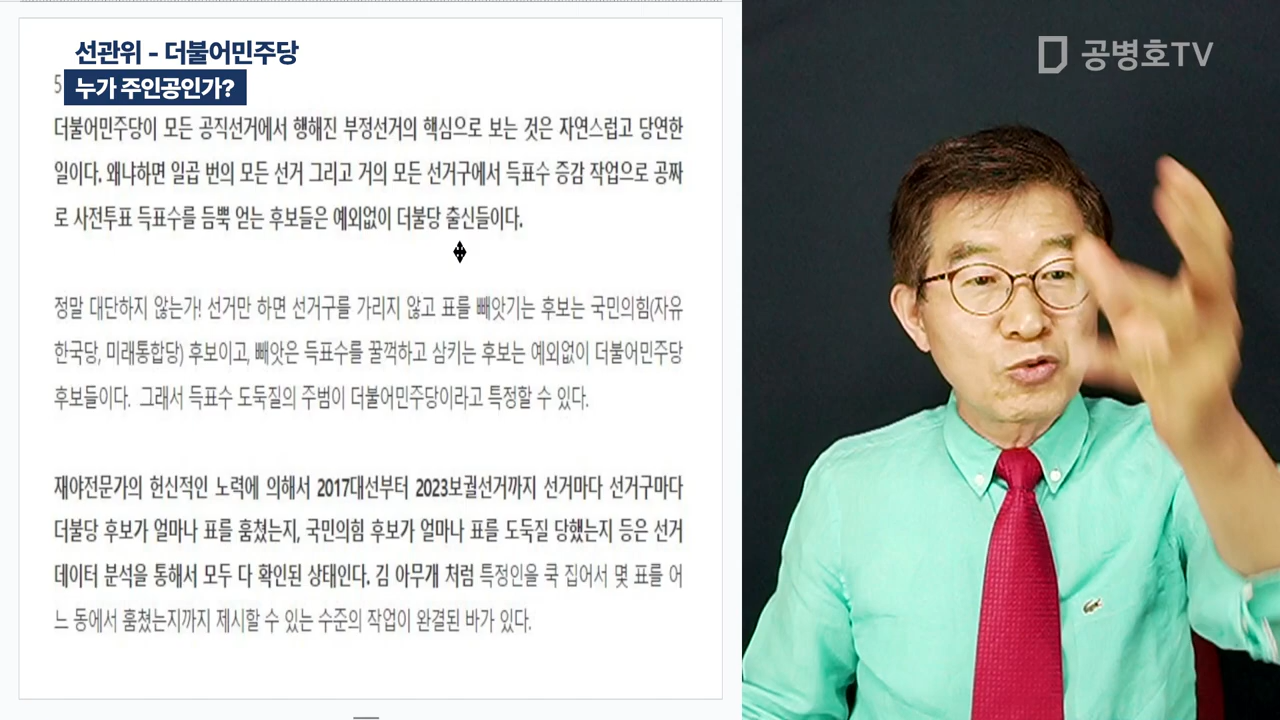 선관위 - 더불어민주당
누가 주인공인가?
공병호TV
5
더불어민주당이 모든 공직선거에서 행해진 부정선거의 핵심으로 보는 것은 자연스럽고 당연한
일이다. 왜냐하면 일곱 번의 모든 선거 그리고 거의 모든 선거구에서 득표수 증감 작업으로 공짜
로 사전투표 득표수를 듬뿍 얻는 후보들은 예외없이 더불당 출신들이다.
정말 대단하지 않는가! 선거만 하면 선거구를 가리지 않고 표를 빼앗기는 후보는 국민의힘(자유
한국당, 미래통합당) 후보이고, 빼앗은 득표수를 꿀꺽하고 삼키는 후보는 예외없이 더불어민주당
후보들이다. 그래서 득표수 도둑질의 주범이 더불어민주당이라고 특정할 수 있다.
재야전문가의 헌신적인 노력에 의해서 2017대선부터 2023보궐선거까지 선거마다 선거구마다
더불당 후보가 얼마나 표를 훔쳤는지, 국민의힘 후보가 얼마나 표를 도둑질 당했는지 등은 선거
데이터 분석을 통해서 모두 다 확인된 상태인다. 김 아무개 처럼 특정인을 쿡 집어서 몇 표를 어
느 동에서 훔쳤는지까지 제시할 수 있는 수준의 작업이 완결된 바가 있다.